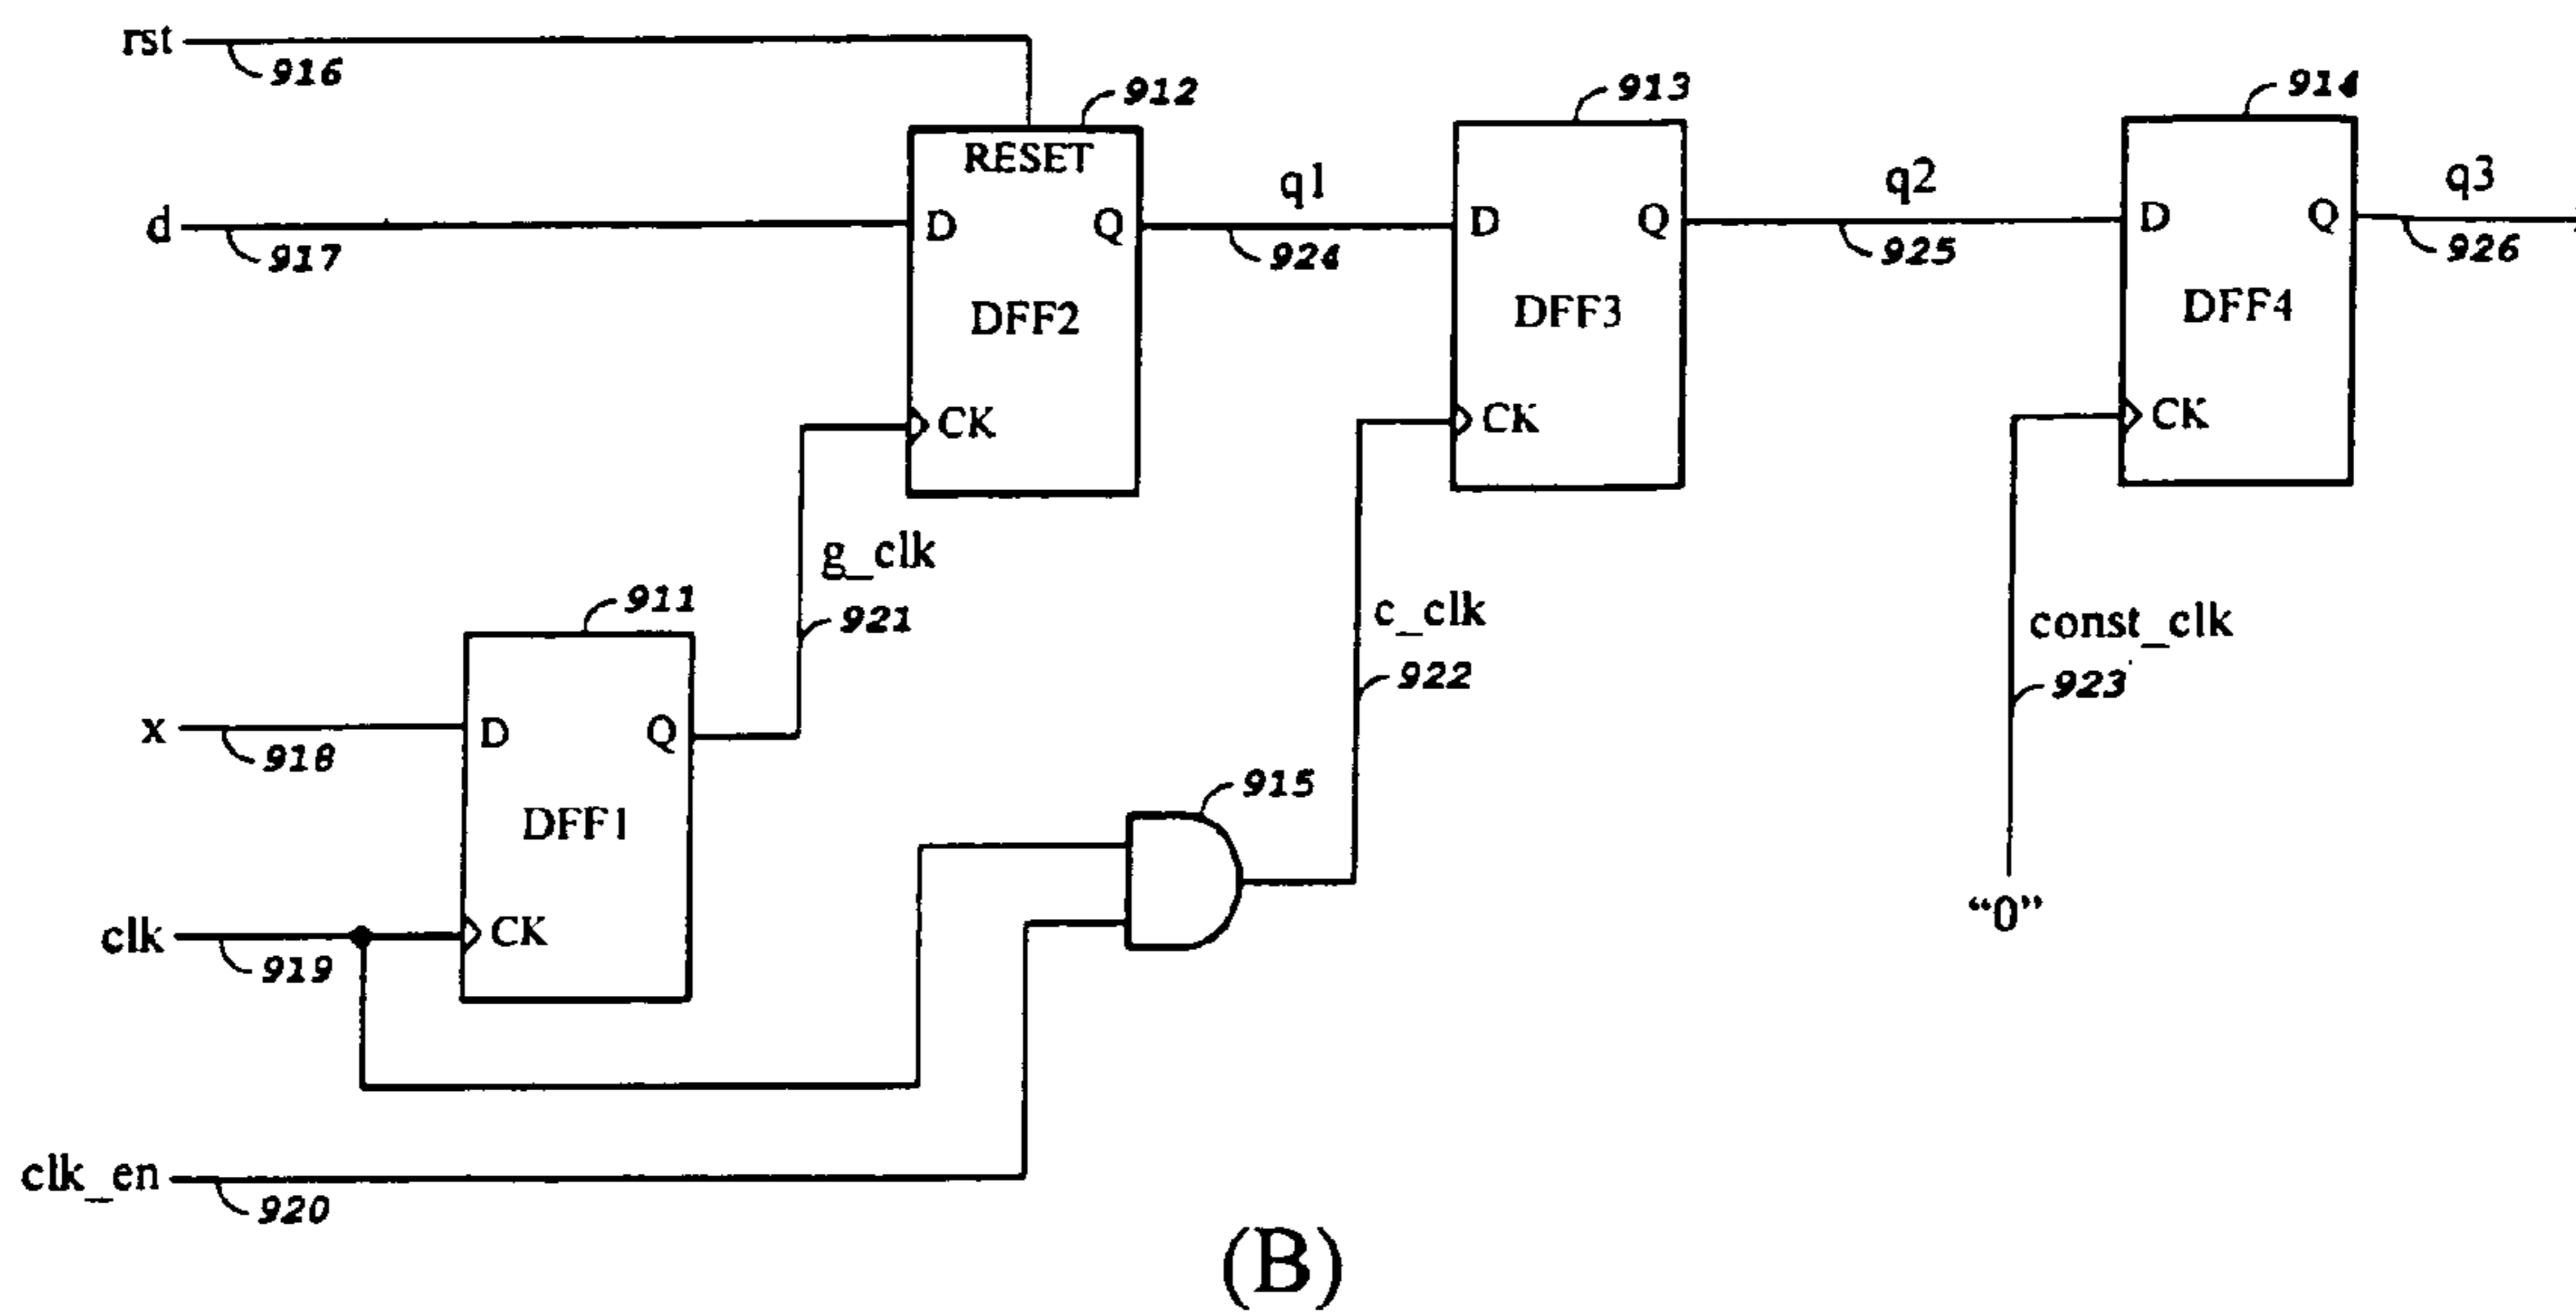 rst
916
912
913
914
RESET
d
917
D
Q
DFF2
CK
q1
924
D
Q
DFF3
CK
q2
925
D
Q
DFF4
CK
q3
926
g_clk
921
911
x
918
D
Q
DFF1
clk
919
CK
c_clk
922
915
const_clk
923
"0"
clk_en
920
(B)